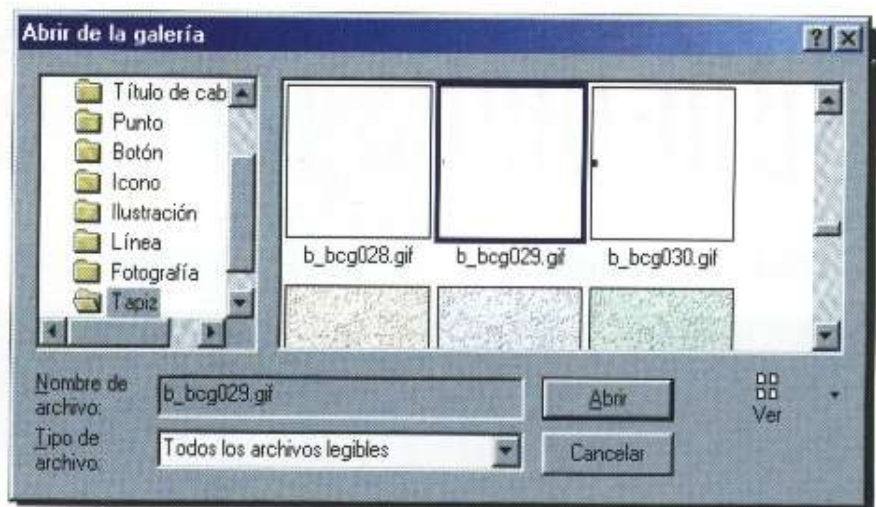 Abrir de la galería
Título de cab
Punto
Botón
Icono
Ilustración
Línea
Fotografía
Tapiz
b_bcg028.gif b_bcg029.gif b_bcg030.gif
Nombre de
archivo:
b_bcg029.gif
Abrir
Ver
Tipo de
archivo:
Todos los archivos legibles
Cancelar